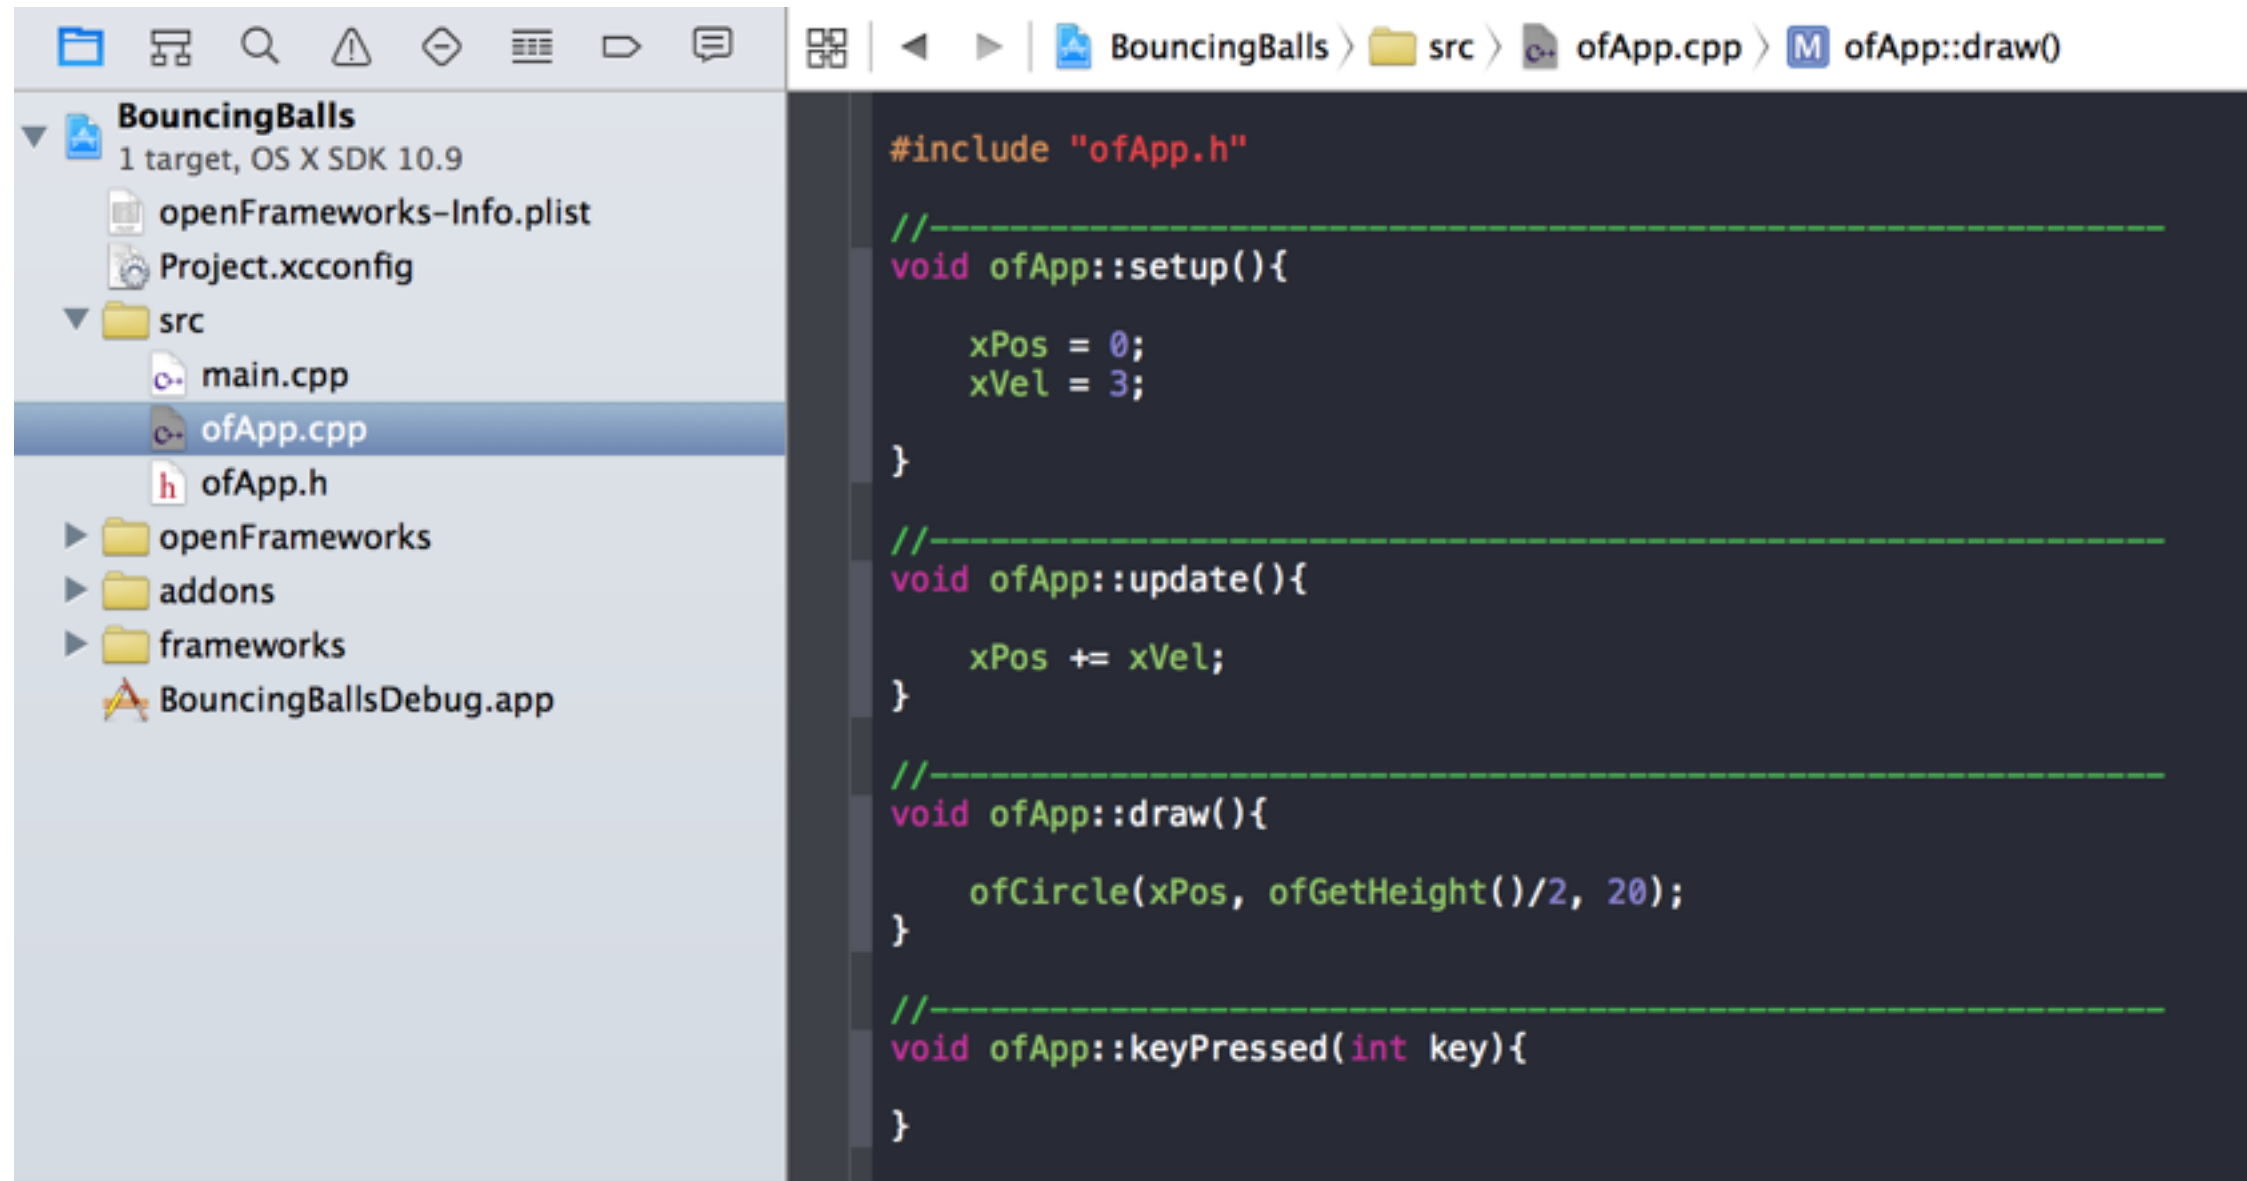 BouncingBalls
1 target, OS X SDK 10.9
openFrameworks-Info.plist
Project.xcconfig
src
main.cpp
ofApp.cpp
ofApp.h
openFrameworks
addons
frameworks
BouncingBallsDebug.app
BouncingBalls 〉 src 〉 ofApp.cpp 〉 M ofApp::draw()
#include "ofApp.h"
//--------------------------------------------------------------
void ofApp::setup(){
    xPos = 0;
    xVel = 3;
}
//--------------------------------------------------------------
void ofApp::update(){
    xPos += xVel;
}
//--------------------------------------------------------------
void ofApp::draw(){
    ofCircle(xPos, ofGetHeight()/2, 20);
}
//--------------------------------------------------------------
void ofApp::keyPressed(int key){
}